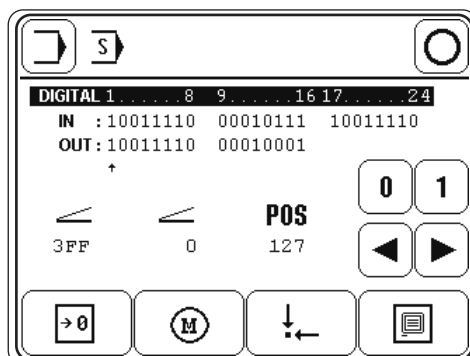 S
DIGITAL 1......8 9......16 17......24
IN :10011110 00010111 10011110
OUT:10011110 00010001
0 1
POS
3FF 0 127
→0 M